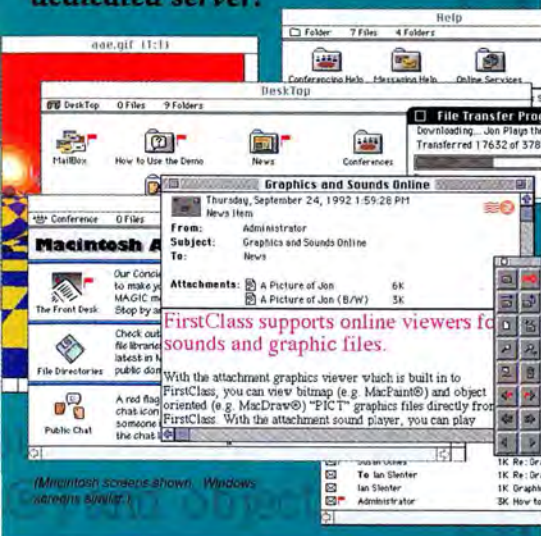 dedicated server.
Help
Folder 7 Files 4 Folders
Conferencing Help Messaging Help Online Services
aae.gif (1:1)
DeskTop
DeskTop 0 Files 9 Folders
MailBox How to Use the Demo News Conferences
File Transfer Pro
Downloading... Jon Plays the
Transferred 17632 of 378
Conference 0 Files
Macintosh A
The Front Desk
Our Concie
to make yo
MAGIC m
Stop by a
File Directories
Check out
file librarie
latest in M
public dom
Public Chat
A red flag
chat icon
someone i
the chat
Graphics and Sounds Online
Thursday, September 24, 1992 1:59:28 PM
News Item
From: Administrator
Subject: Graphics and Sounds Online
To: News
Attachments: A Picture of Jon 6K
A Picture of Jon (B/W) 3K
FirstClass supports online viewers fo
sounds and graphic files.
With the attachment graphics viewer which is built in to
FirstClass, you can view bitmap (e.g. MacPaint®) and object
oriented (e.g. MacDraw®) "PICT" graphics files directly from
FirstClass. With the attachment sound player, you can play
1K Re: Gra
To Ian Slenter 1K Re: Gra
Ian Slenter 1K Graphi
Administrator 3K How to
(Macintosh screens shown. Windows
screens similar.)